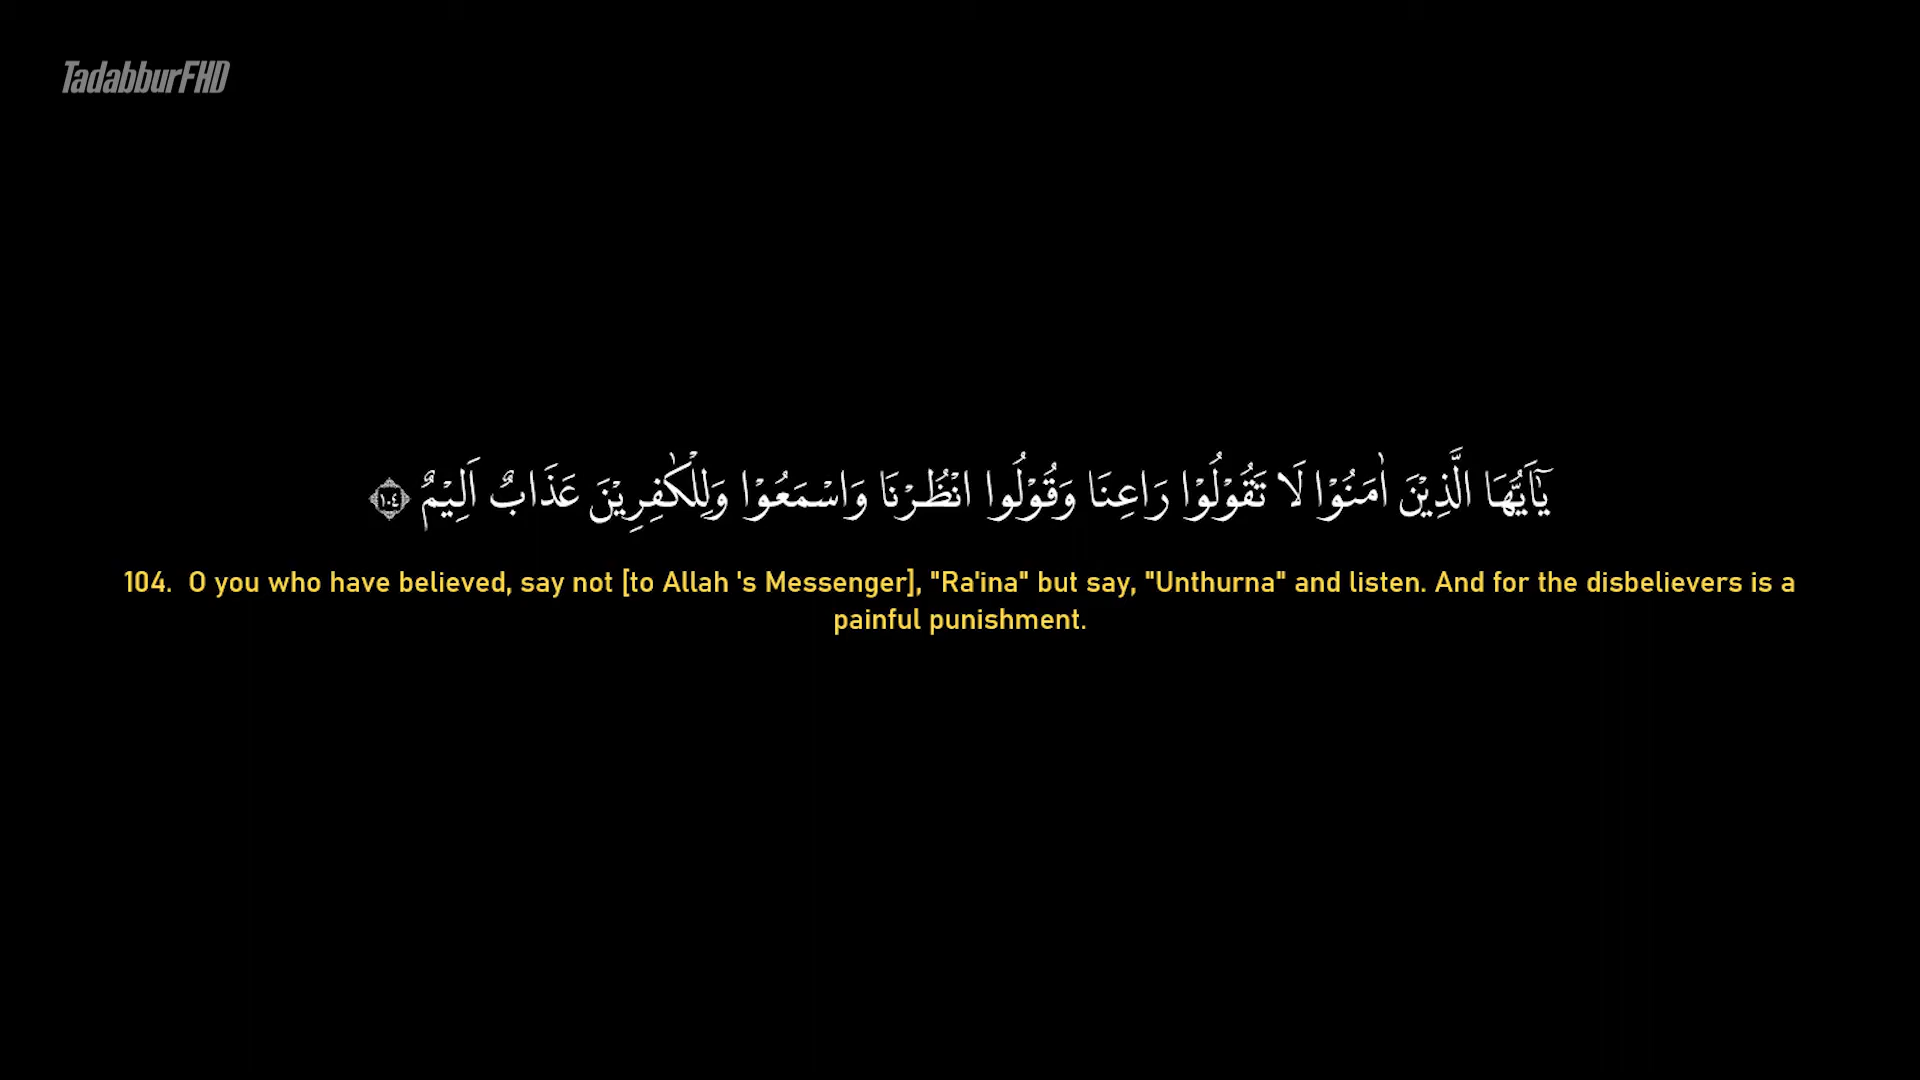 TadabburFHD
يٰٓاَيُّهَا الَّذِيْنَ اٰمَنُوْا لَا تَقُوْلُوْا رَاعِنَا وَقُوْلُوا انْظُرْنَا وَاسْمَعُوْا وَلِلْكٰفِرِيْنَ عَذَابٌ اَلِيْمٌ ١٠٤
104. O you who have believed, say not [to Allah 's Messenger], "Ra'ina" but say, "Unthurna" and listen. And for the disbelievers is a
painful punishment.